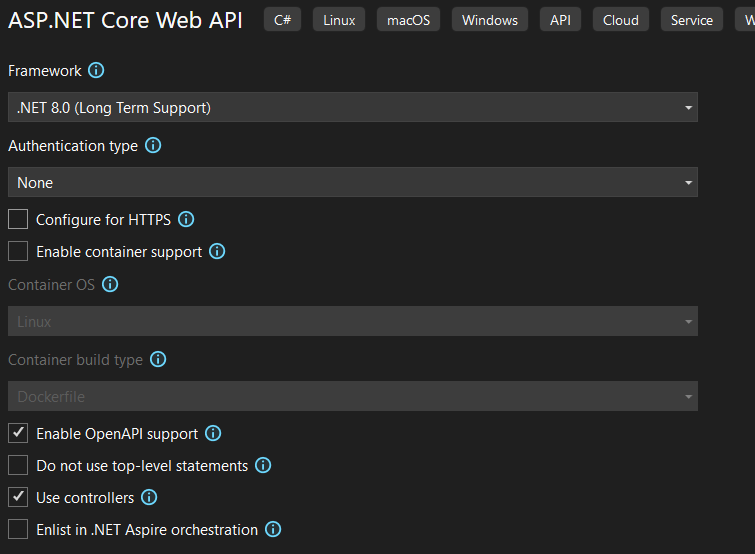 ASP.NET Core Web API C# Linux macOS Windows API Cloud Service
Framework
.NET 8.0 (Long Term Support)
Authentication type
None
Configure for HTTPS
Enable container support
Container OS
Linux
Container build type
Dockerfile
Enable OpenAPI support
Do not use top-level statements
Use controllers
Enlist in .NET Aspire orchestration